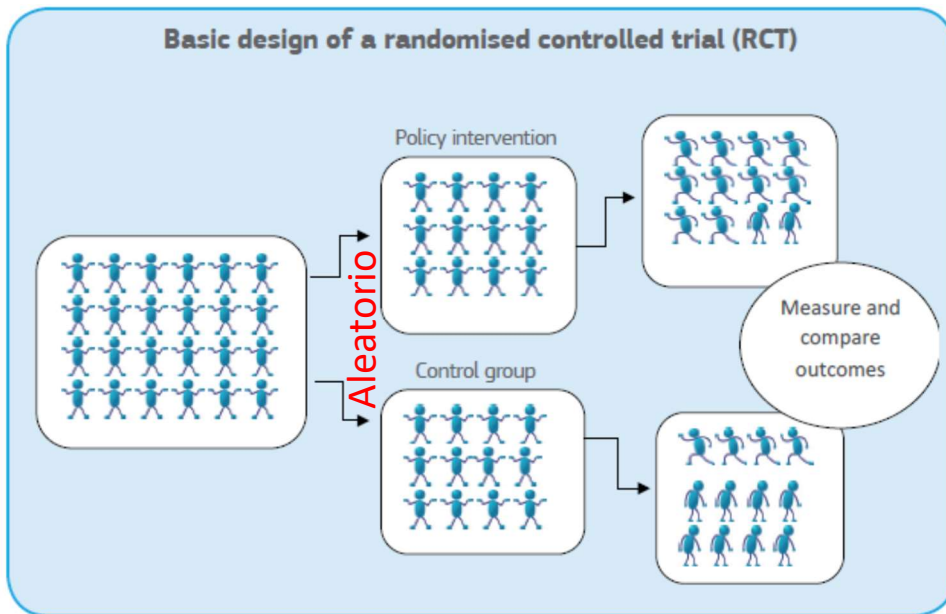 Basic design of a randomised controlled trial (RCT)
Policy intervention
Aleatorio
Control group
Measure and
compare
outcomes